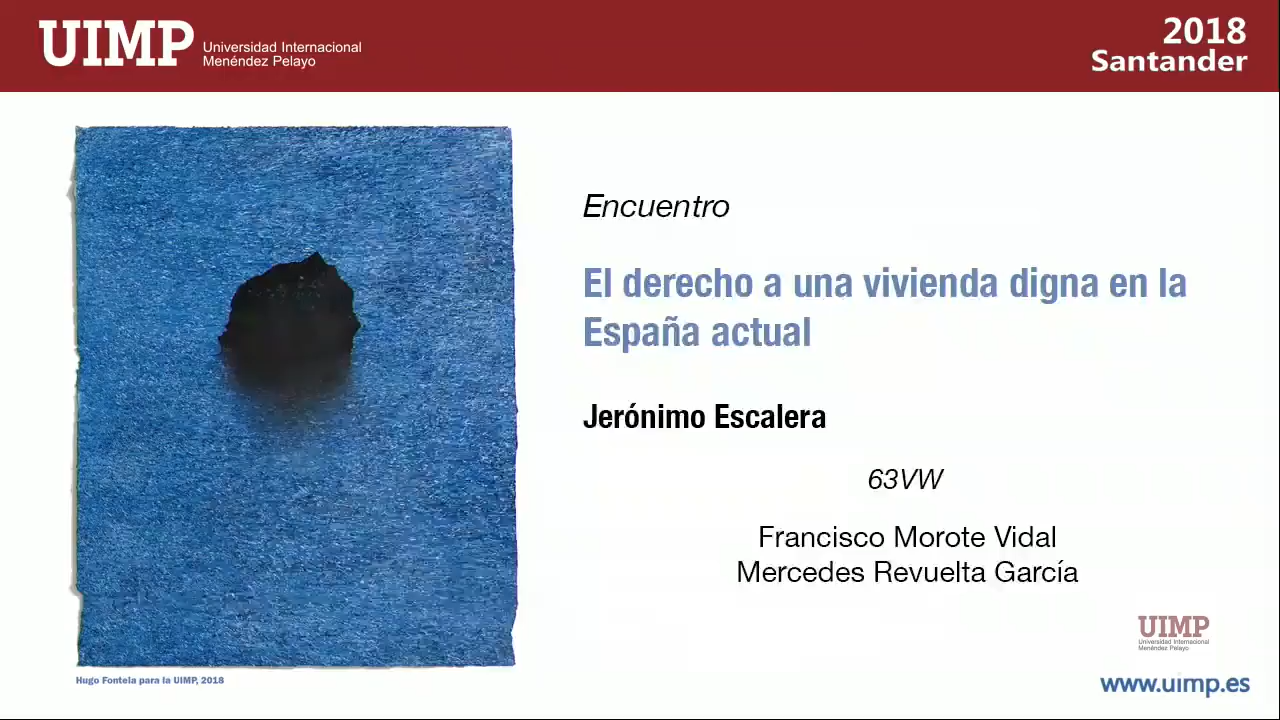 UIMP
Universidad Internacional
Menéndez Pelayo
2018
Santander
Encuentro
El derecho a una vivienda digna en la
España actual
Jerónimo Escalera
63VW
Francisco Morote Vidal
Mercedes Revuelta García
UIMP
Universidad Internacional
Menéndez Pelayo
Hugo Fontela para la UIMP, 2018
www.uimp.es